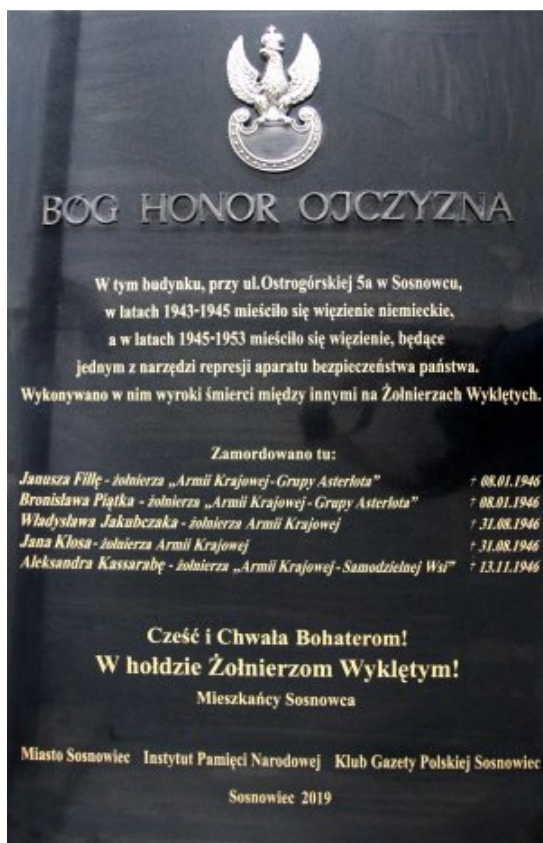 BÓG HONOR OJCZYZNA
W tym budynku, przy ul.Ostrogórskiej 5a w Sosnowcu,
w latach 1943-1945 mieściło się więzienie niemieckie,
a w latach 1945-1953 mieściło się więzienie, będące
jednym z narzędzi represji aparatu bezpieczeństwa państwa.
Wykonywano w nim wyroki śmierci między innymi na Żołnierzach Wyklętych.
Zamordowano tu:
Janusza Fillę - żołnierza „Armii Krajowej-Grupy Asterlota” † 08.01.1946
Bronisława Piątka - żołnierza „Armii Krajowej-Grupy Asterlota” † 08.01.1946
Władysława Jakubczaka - żołnierza Armii Krajowej † 31.08.1946
Jana Kłosa - żołnierza Armii Krajowej † 31.08.1946
Aleksandra Kassarabę - żołnierza „Armii Krajowej-Samodzielnej Wsi” † 13.11.1946
Cześć i Chwała Bohaterom!
W hołdzie Żołnierzom Wyklętym!
Mieszkańcy Sosnowca
Miasto Sosnowiec Instytut Pamięci Narodowej Klub Gazety Polskiej Sosnowiec
Sosnowiec 2019